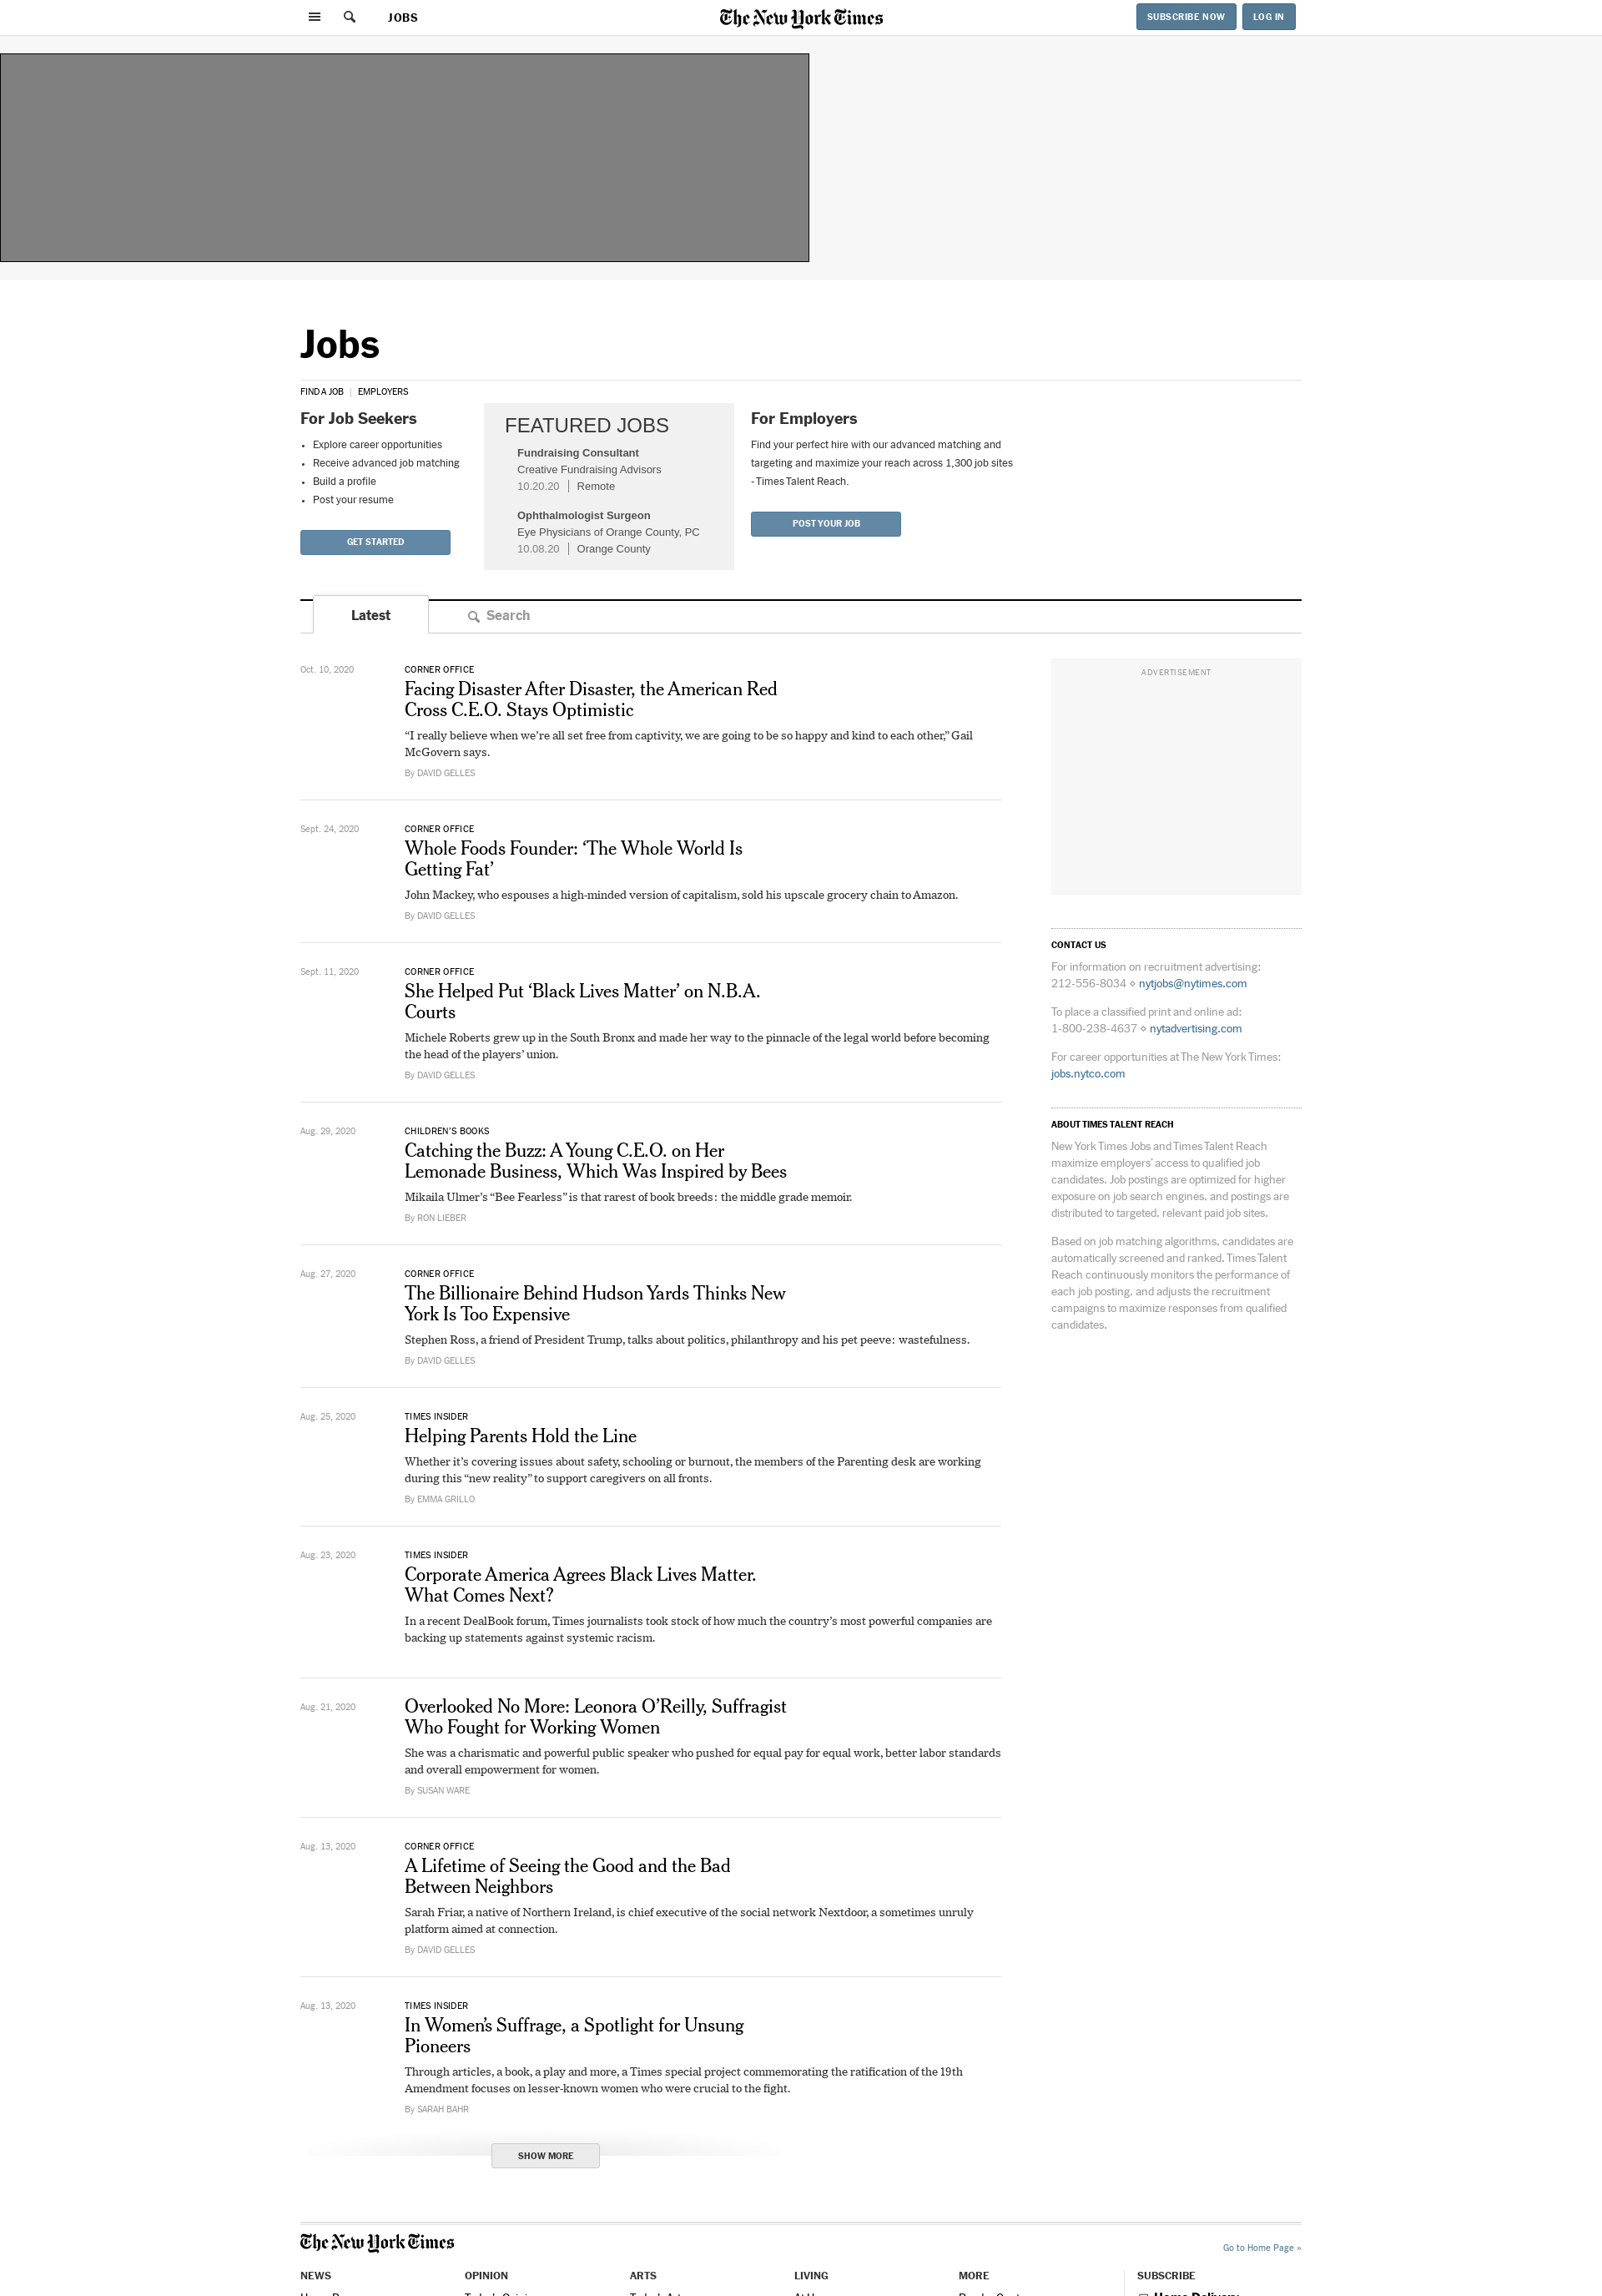 JOBS
The New York Times
SUBSCRIBE NOW
LOG IN
Jobs
FIND A JOB | EMPLOYERS
For Job Seekers
Explore career opportunities
Receive advanced job matching
Build a profile
Post your resume
GET STARTED
FEATURED JOBS
Fundraising Consultant
Creative Fundraising Advisors
10.20.20 | Remote
Ophthalmologist Surgeon
Eye Physicians of Orange County, PC
10.08.20 | Orange County
For Employers
Find your perfect hire with our advanced matching and
targeting and maximize your reach across 1,300 job sites
- Times Talent Reach.
POST YOUR JOB
Latest
Search
Oct. 10, 2020
CORNER OFFICE
Facing Disaster After Disaster, the American Red
Cross C.E.O. Stays Optimistic
“I really believe when we’re all set free from captivity, we are going to be so happy and kind to each other,” Gail
McGovern says.
By DAVID GELLES
Sept. 24, 2020
CORNER OFFICE
Whole Foods Founder: ‘The Whole World Is
Getting Fat’
John Mackey, who espouses a high-minded version of capitalism, sold his upscale grocery chain to Amazon.
By DAVID GELLES
Sept. 11, 2020
CORNER OFFICE
She Helped Put ‘Black Lives Matter’ on N.B.A.
Courts
Michele Roberts grew up in the South Bronx and made her way to the pinnacle of the legal world before becoming
the head of the players’ union.
By DAVID GELLES
Aug. 29, 2020
CHILDREN’S BOOKS
Catching the Buzz: A Young C.E.O. on Her
Lemonade Business, Which Was Inspired by Bees
Mikaila Ulmer’s “Bee Fearless” is that rarest of book breeds: the middle grade memoir.
By RON LIEBER
Aug. 27, 2020
CORNER OFFICE
The Billionaire Behind Hudson Yards Thinks New
York Is Too Expensive
Stephen Ross, a friend of President Trump, talks about politics, philanthropy and his pet peeve: wastefulness.
By DAVID GELLES
Aug. 25, 2020
TIMES INSIDER
Helping Parents Hold the Line
Whether it’s covering issues about safety, schooling or burnout, the members of the Parenting desk are working
during this “new reality” to support caregivers on all fronts.
By EMMA GRILLO
Aug. 23, 2020
TIMES INSIDER
Corporate America Agrees Black Lives Matter.
What Comes Next?
In a recent DealBook forum, Times journalists took stock of how much the country’s most powerful companies are
backing up statements against systemic racism.
Aug. 21, 2020
Overlooked No More: Leonora O’Reilly, Suffragist
Who Fought for Working Women
She was a charismatic and powerful public speaker who pushed for equal pay for equal work, better labor standards
and overall empowerment for women.
By SUSAN WARE
Aug. 13, 2020
CORNER OFFICE
A Lifetime of Seeing the Good and the Bad
Between Neighbors
Sarah Friar, a native of Northern Ireland, is chief executive of the social network Nextdoor, a sometimes unruly
platform aimed at connection.
By DAVID GELLES
Aug. 13, 2020
TIMES INSIDER
In Women’s Suffrage, a Spotlight for Unsung
Pioneers
Through articles, a book, a play and more, a Times special project commemorating the ratification of the 19th
Amendment focuses on lesser-known women who were crucial to the fight.
By SARAH BAHR
SHOW MORE
ADVERTISEMENT
CONTACT US
For information on recruitment advertising:
212-556-8034 ⋄ nytjobs@nytimes.com
To place a classified print and online ad:
1-800-238-4637 ⋄ nytadvertising.com
For career opportunities at The New York Times:
jobs.nytco.com
ABOUT TIMES TALENT REACH
New York Times Jobs and Times Talent Reach
maximize employers’ access to qualified job
candidates. Job postings are optimized for higher
exposure on job search engines, and postings are
distributed to targeted, relevant paid job sites.
Based on job matching algorithms, candidates are
automatically screened and ranked. Times Talent
Reach continuously monitors the performance of
each job posting, and adjusts the recruitment
campaigns to maximize responses from qualified
candidates.
The New York Times
Go to Home Page »
NEWS
OPINION
ARTS
LIVING
MORE
SUBSCRIBE